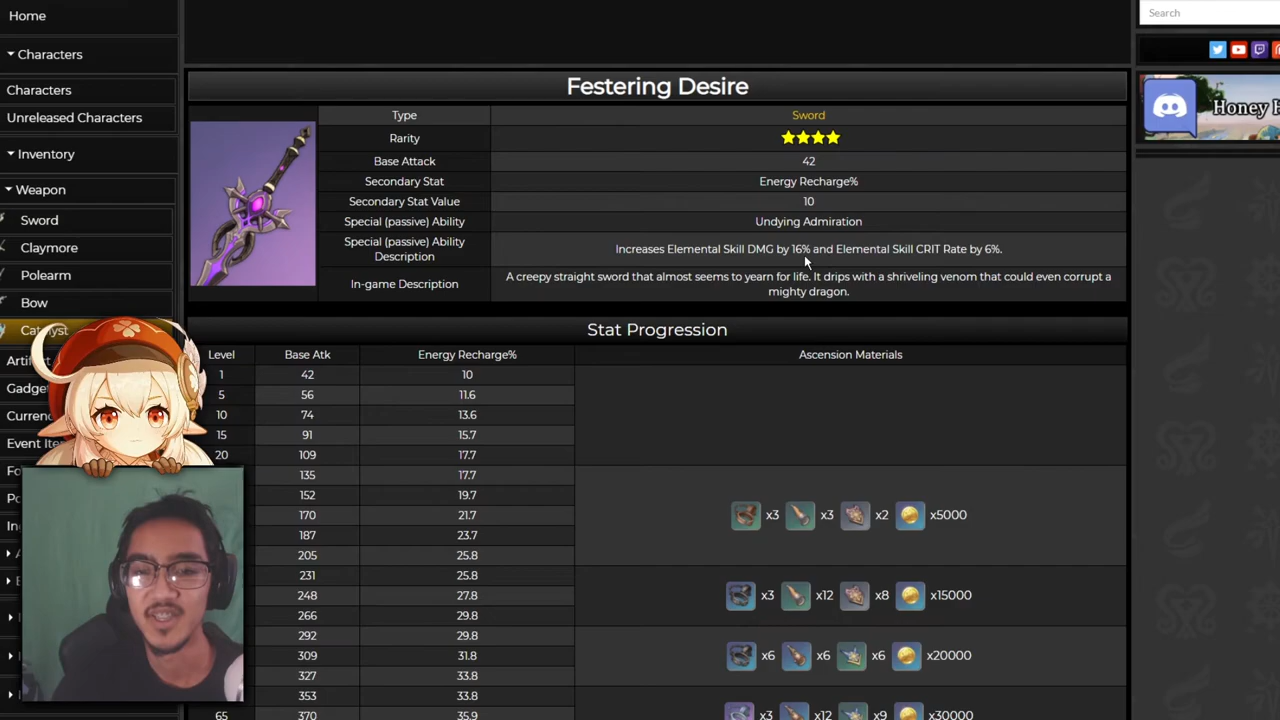 Home
Characters
Characters
Unreleased Characters
Inventory
Weapon
Sword
Claymore
Polearm
Bow
Catalyst
Gadget
Event
Search
Honey
Festering Desire
Type Sword
Rarity
Base Attack 42
Secondary Stat Energy Recharge%
Secondary Stat Value 10
Special (passive) Ability Undying Admiration
Special (passive) Ability
Description
Increases Elemental Skill DMG by 16% and Elemental Skill CRIT Rate by 6%.
In-game Description
A creepy straight sword that almost seems to yearn for life. It drips with a shriveling venom that could even corrupt a
mighty dragon.
Stat Progression
Level Base Atk Energy Recharge% Ascension Materials
1 42 10
5 56 11.6
10 74 13.6
15 91 15.7
20 109 17.7
135 17.7
152 19.7
170 21.7
187 23.7
205 25.8
x3 x3 x2 x5000
231 25.8
248 27.8
266 29.8
x3 x12 x8 x15000
292 29.8
309 31.8
327 33.8
x6 x6 x6 x20000
353 33.8
65 370 35.9
x3 x12 x9 x30000